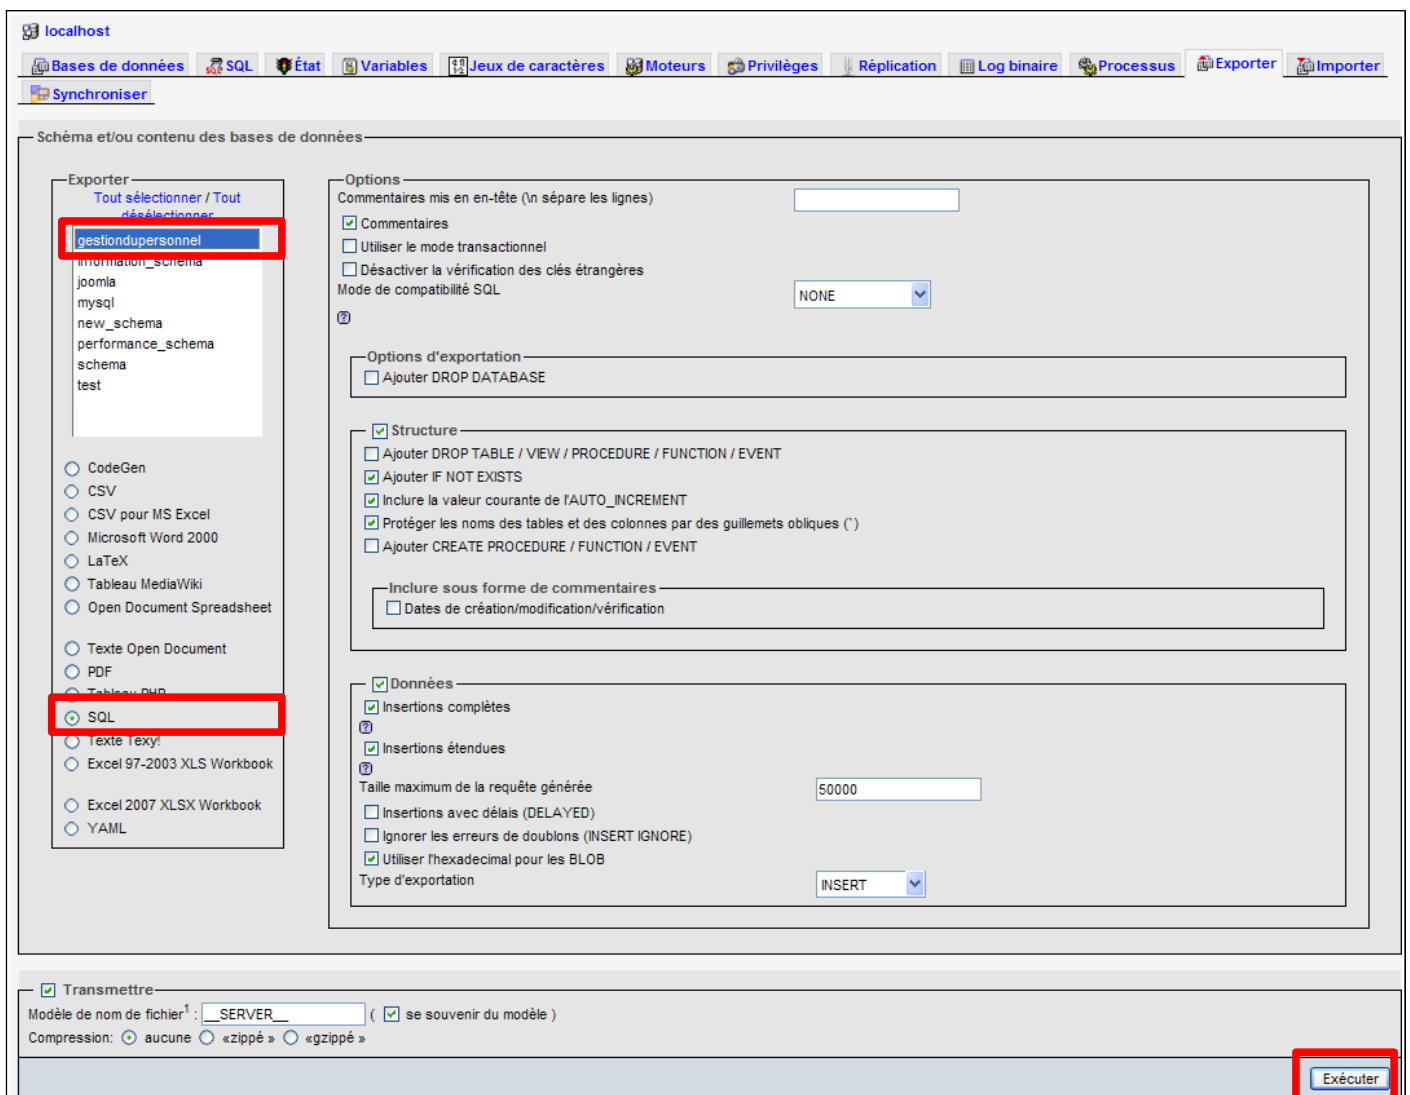 localhost
Bases de données SQL État Variables Jeux de caractères Moteurs Privilèges Réplication Log binaire Processus Exporter Importer
Synchroniser
Schéma et/ou contenu des bases de données
Exporter
Tout sélectionner / Tout
désélectionner
gestiondupersonnel
information_schema
joomla
mysql
new_schema
performance_schema
schema
test
CodeGen
CSV
CSV pour MS Excel
Microsoft Word 2000
LaTeX
Tableau MediaWiki
Open Document Spreadsheet
Texte Open Document
PDF
Tableau PHP
SQL
Texte Texy!
Excel 97-2003 XLS Workbook
Excel 2007 XLSX Workbook
YAML
Options
Commentaires mis en en-tête (\n sépare les lignes)
Commentaires
Utiliser le mode transactionnel
Désactiver la vérification des clés étrangères
Mode de compatibilité SQL NONE
Options d'exportation
Ajouter DROP DATABASE
Structure
Ajouter DROP TABLE / VIEW / PROCEDURE / FUNCTION / EVENT
Ajouter IF NOT EXISTS
Inclure la valeur courante de l'AUTO_INCREMENT
Protéger les noms des tables et des colonnes par des guillemets obliques (`)
Ajouter CREATE PROCEDURE / FUNCTION / EVENT
Inclure sous forme de commentaires
Dates de création/modification/vérification
Données
Insertions complètes
Insertions étendues
Taille maximum de la requête générée 50000
Insertions avec délais (DELAYED)
Ignorer les erreurs de doublons (INSERT IGNORE)
Utiliser l'hexadecimal pour les BLOB
Type d'exportation INSERT
Transmettre
Modèle de nom de fichier¹ : __SERVER__ ( se souvenir du modèle )
Compression: aucune «zippé » «gzippé »
Exécuter